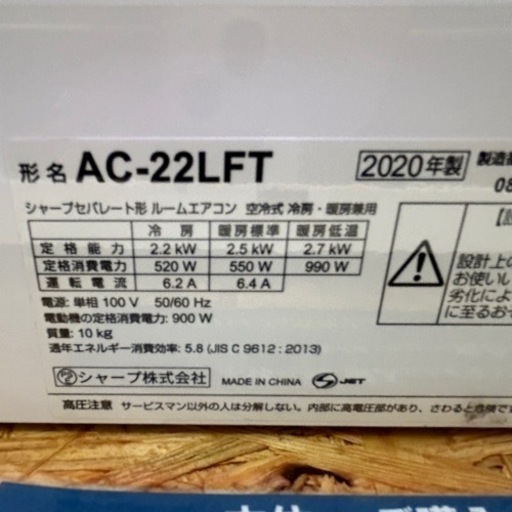 形名 AC-22LFT 2020年製 製造番
08
シャープセパレート形 ルームエアコン 空冷式 冷房・暖房兼用
冷房 暖房標準 暖房低温
定格能力 2.2 kW 2.5 kW 2.7 kW
定格消費電力 520 W 550 W 990 W
運転電流 6.2 A 6.4 A
電源: 単相 100 V 50/60 Hz
電動機の定格消費電力: 900 W
質量: 10 kg
通年エネルギー消費効率: 5.8 (JIS C 9612 : 2013)
シャープ株式会社 MADE IN CHINA JET
設計上の
お使いい
劣化によ
に至るおそ
高圧注意 サービスマン以外の人は分解しない。内部に高電圧部があり、さわると危険です